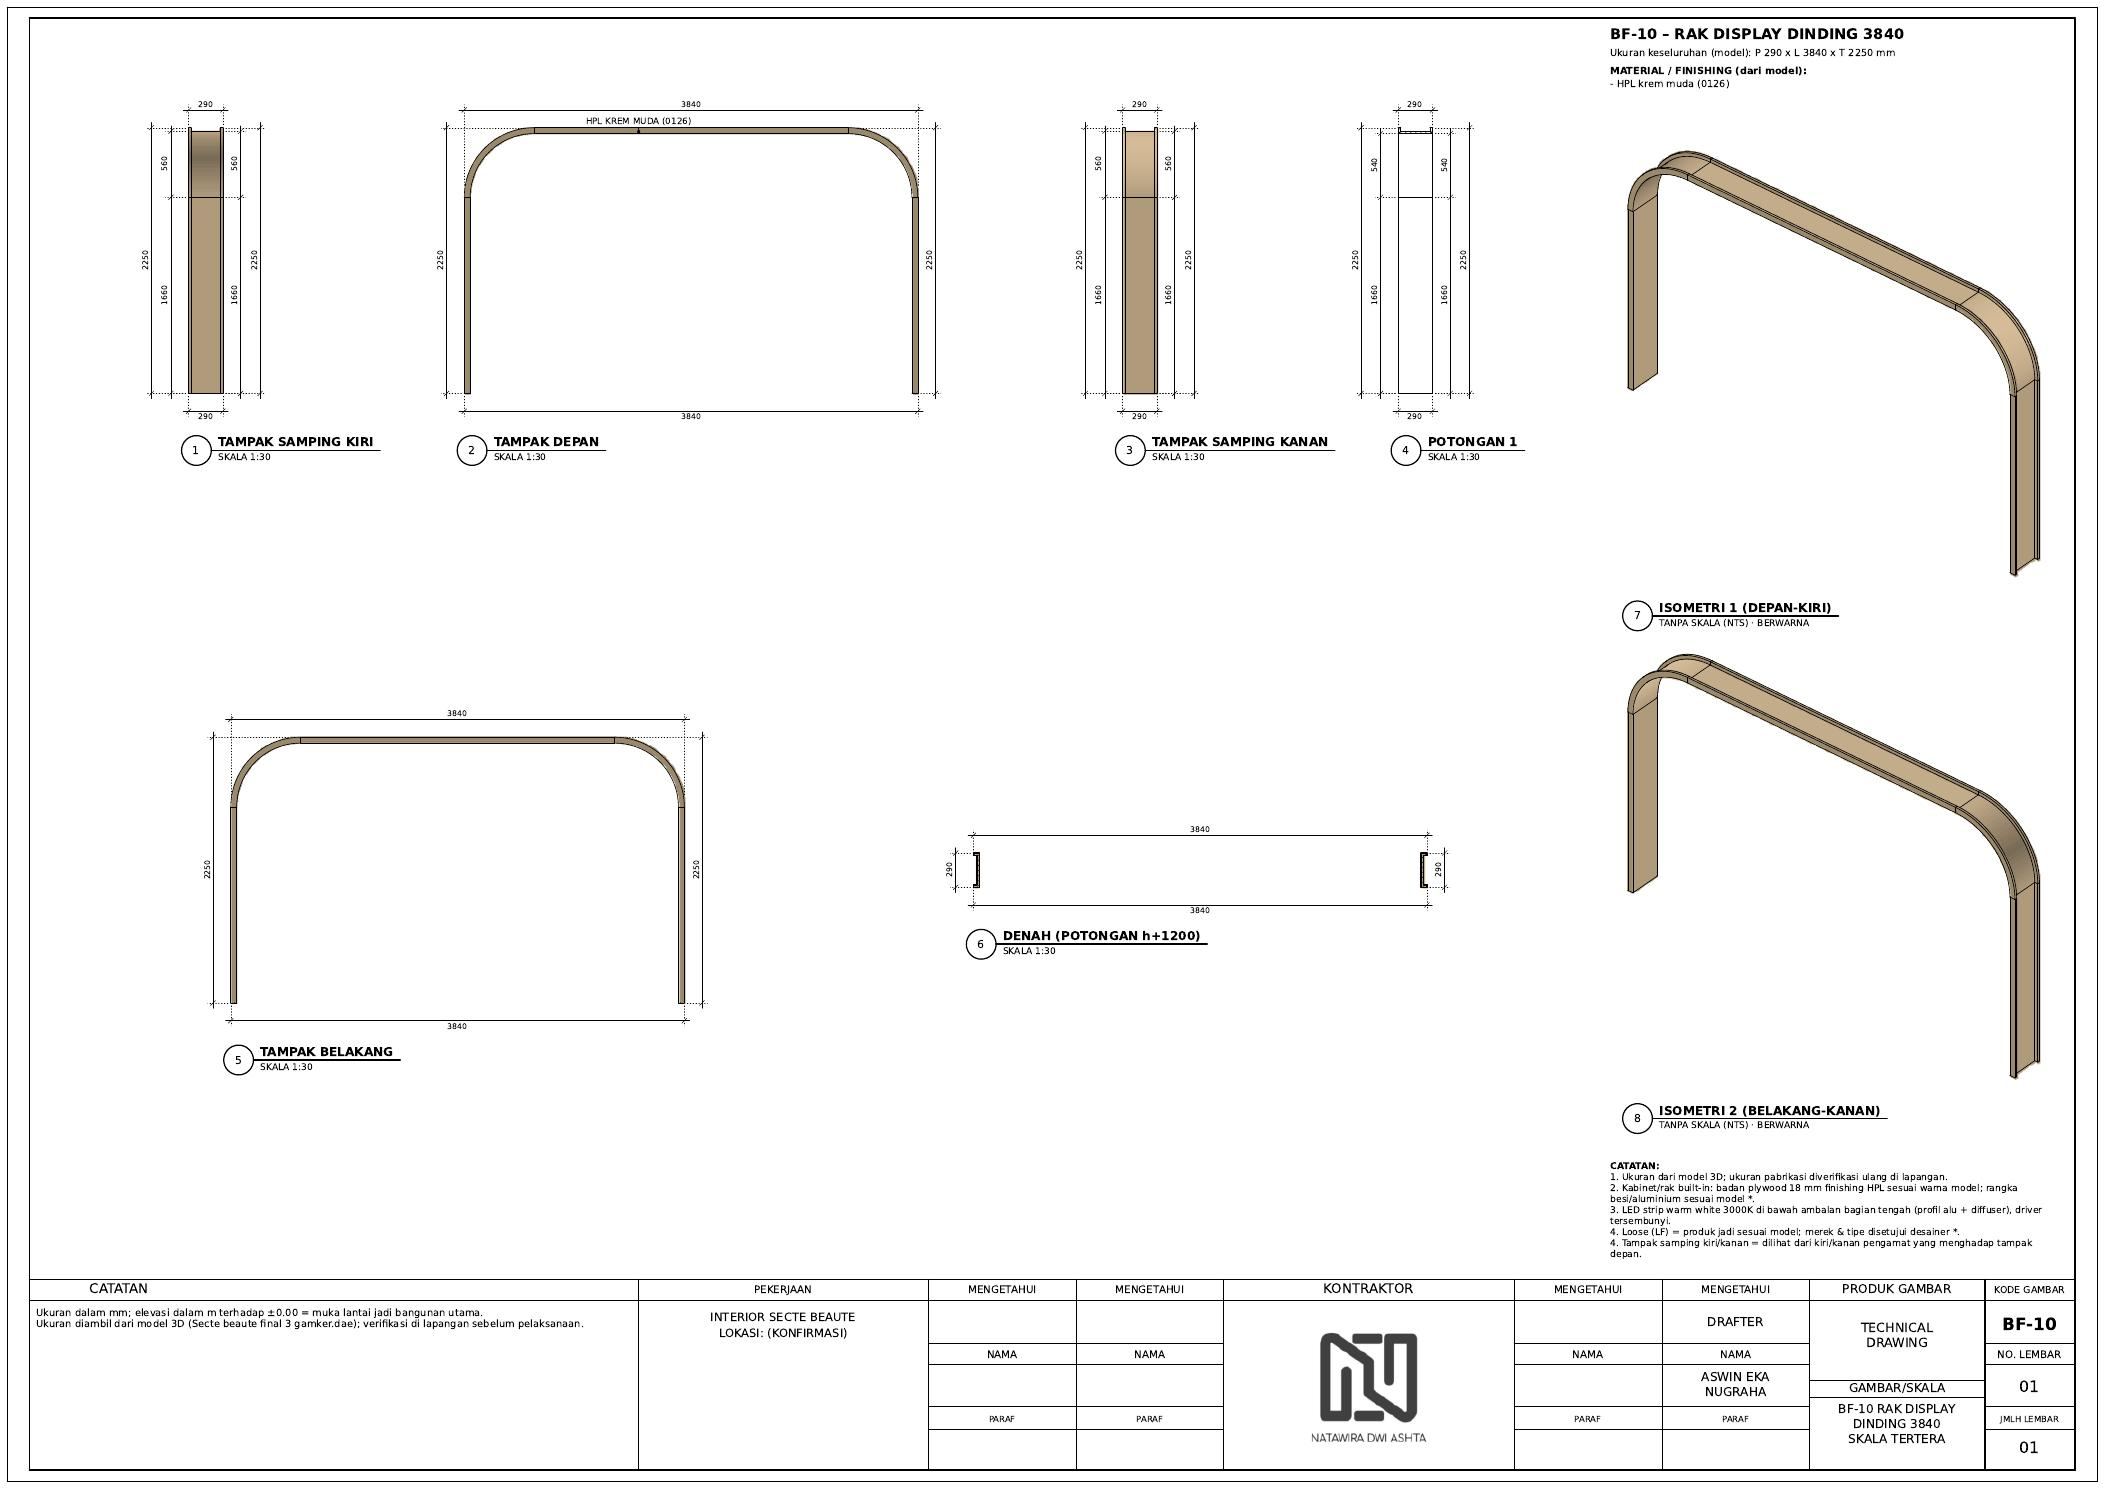 BF-10 – RAK DISPLAY DINDING 3840
Ukuran keseluruhan (model): P 290 x L 3840 x T 2250 mm
MATERIAL / FINISHING (dari model):
- HPL krem muda (0126)
290
560
560
2250
1660
1660
2250
290
1 TAMPAK SAMPING KIRI
SKALA 1:30
3840
HPL KREM MUDA (0126)
2250
2250
3840
2 TAMPAK DEPAN
SKALA 1:30
290
560
560
2250
1660
1660
2250
290
3 TAMPAK SAMPING KANAN
SKALA 1:30
290
540
540
2250
1660
1660
2250
290
4 POTONGAN 1
SKALA 1:30
7 ISOMETRI 1 (DEPAN-KIRI)
TANPA SKALA (NTS) · BERWARNA
3840
2250
2250
3840
5 TAMPAK BELAKANG
SKALA 1:30
3840
290
290
3840
6 DENAH (POTONGAN h+1200)
SKALA 1:30
8 ISOMETRI 2 (BELAKANG-KANAN)
TANPA SKALA (NTS) · BERWARNA
CATATAN:
1. Ukuran dari model 3D; ukuran pabrikasi diverifikasi ulang di lapangan.
2. Kabinet/rak built-in: badan plywood 18 mm finishing HPL sesuai warna model; rangka
besi/aluminium sesuai model *.
3. LED strip warm white 3000K di bawah ambalan bagian tengah (profil alu + diffuser), driver
tersembunyi.
4. Loose (LF) = produk jadi sesuai model; merek & tipe disetujui desainer *.
4. Tampak samping kiri/kanan = dilihat dari kiri/kanan pengamat yang menghadap tampak
depan.
CATATAN
Ukuran dalam mm; elevasi dalam m terhadap ±0.00 = muka lantai jadi bangunan utama.
Ukuran diambil dari model 3D (Secte beaute final 3 gamker.dae); verifikasi di lapangan sebelum pelaksanaan.
PEKERJAAN
INTERIOR SECTE BEAUTE
LOKASI: (KONFIRMASI)
MENGETAHUI
NAMA
PARAF
MENGETAHUI
NAMA
PARAF
KONTRAKTOR
NATAWIRA DWI ASHTA
MENGETAHUI
NAMA
PARAF
MENGETAHUI
DRAFTER
NAMA
ASWIN EKA
NUGRAHA
PARAF
PRODUK GAMBAR
TECHNICAL
DRAWING
GAMBAR/SKALA
BF-10 RAK DISPLAY
DINDING 3840
SKALA TERTERA
KODE GAMBAR
BF-10
NO. LEMBAR
01
JMLH LEMBAR
01